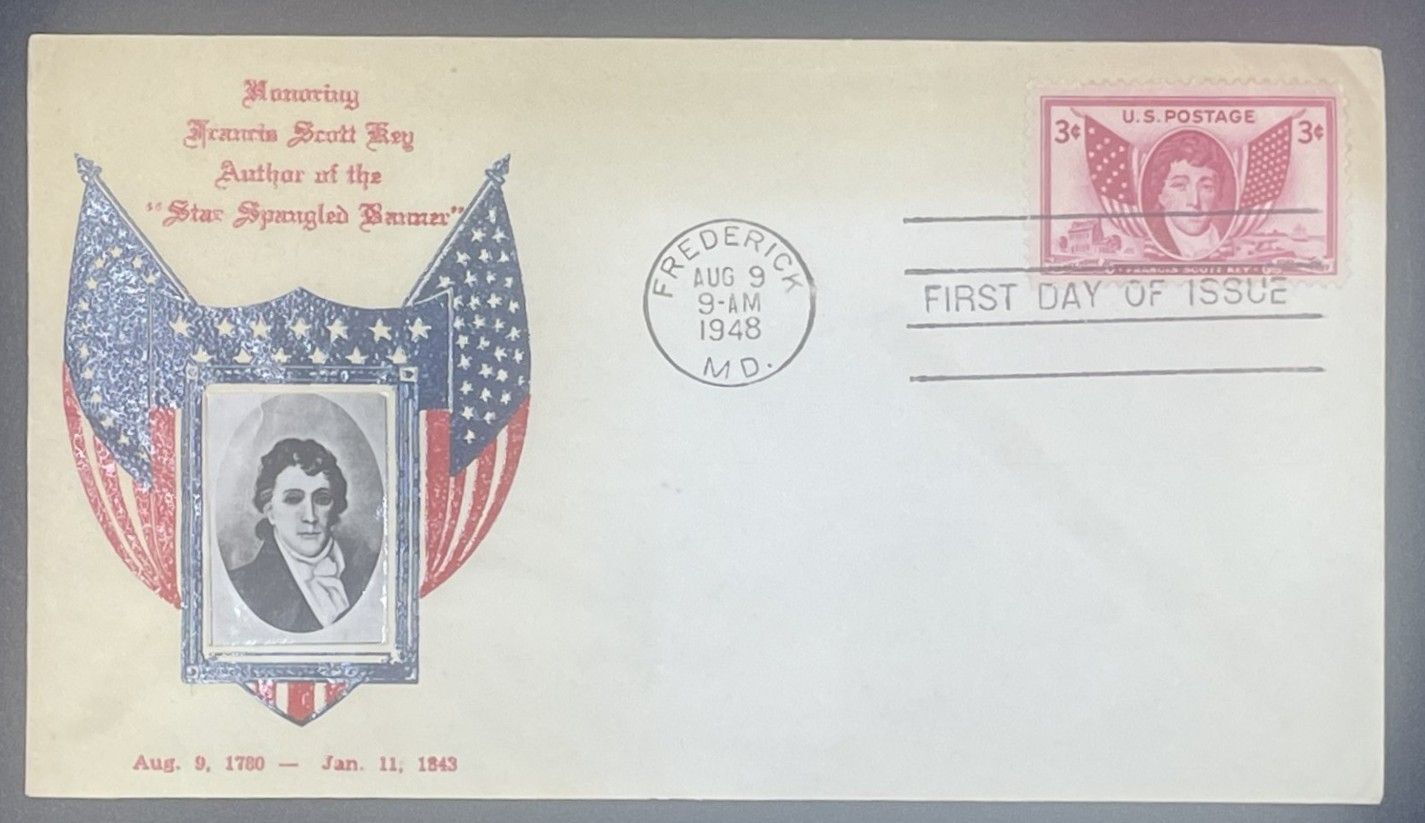 Honoring
Francis Scott Key
Author of the
"Star Spangled Banner"
Aug. 9, 1780 — Jan. 11, 1843
FREDERICK
AUG 9
9-AM
1948
MD.
U.S. POSTAGE
3¢ 3¢
FRANCIS SCOTT KEY
FIRST DAY OF ISSUE